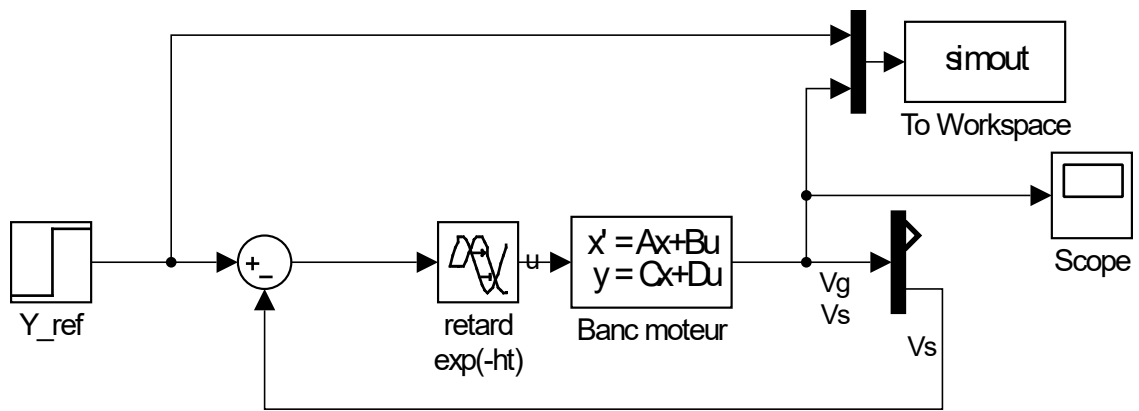 simout
To Workspace
Scope
Y_ref
+
−
retard
exp(-ht)
u
x' = Ax+Bu
y = Cx+Du
Banc moteur
Vg
Vs
Vs